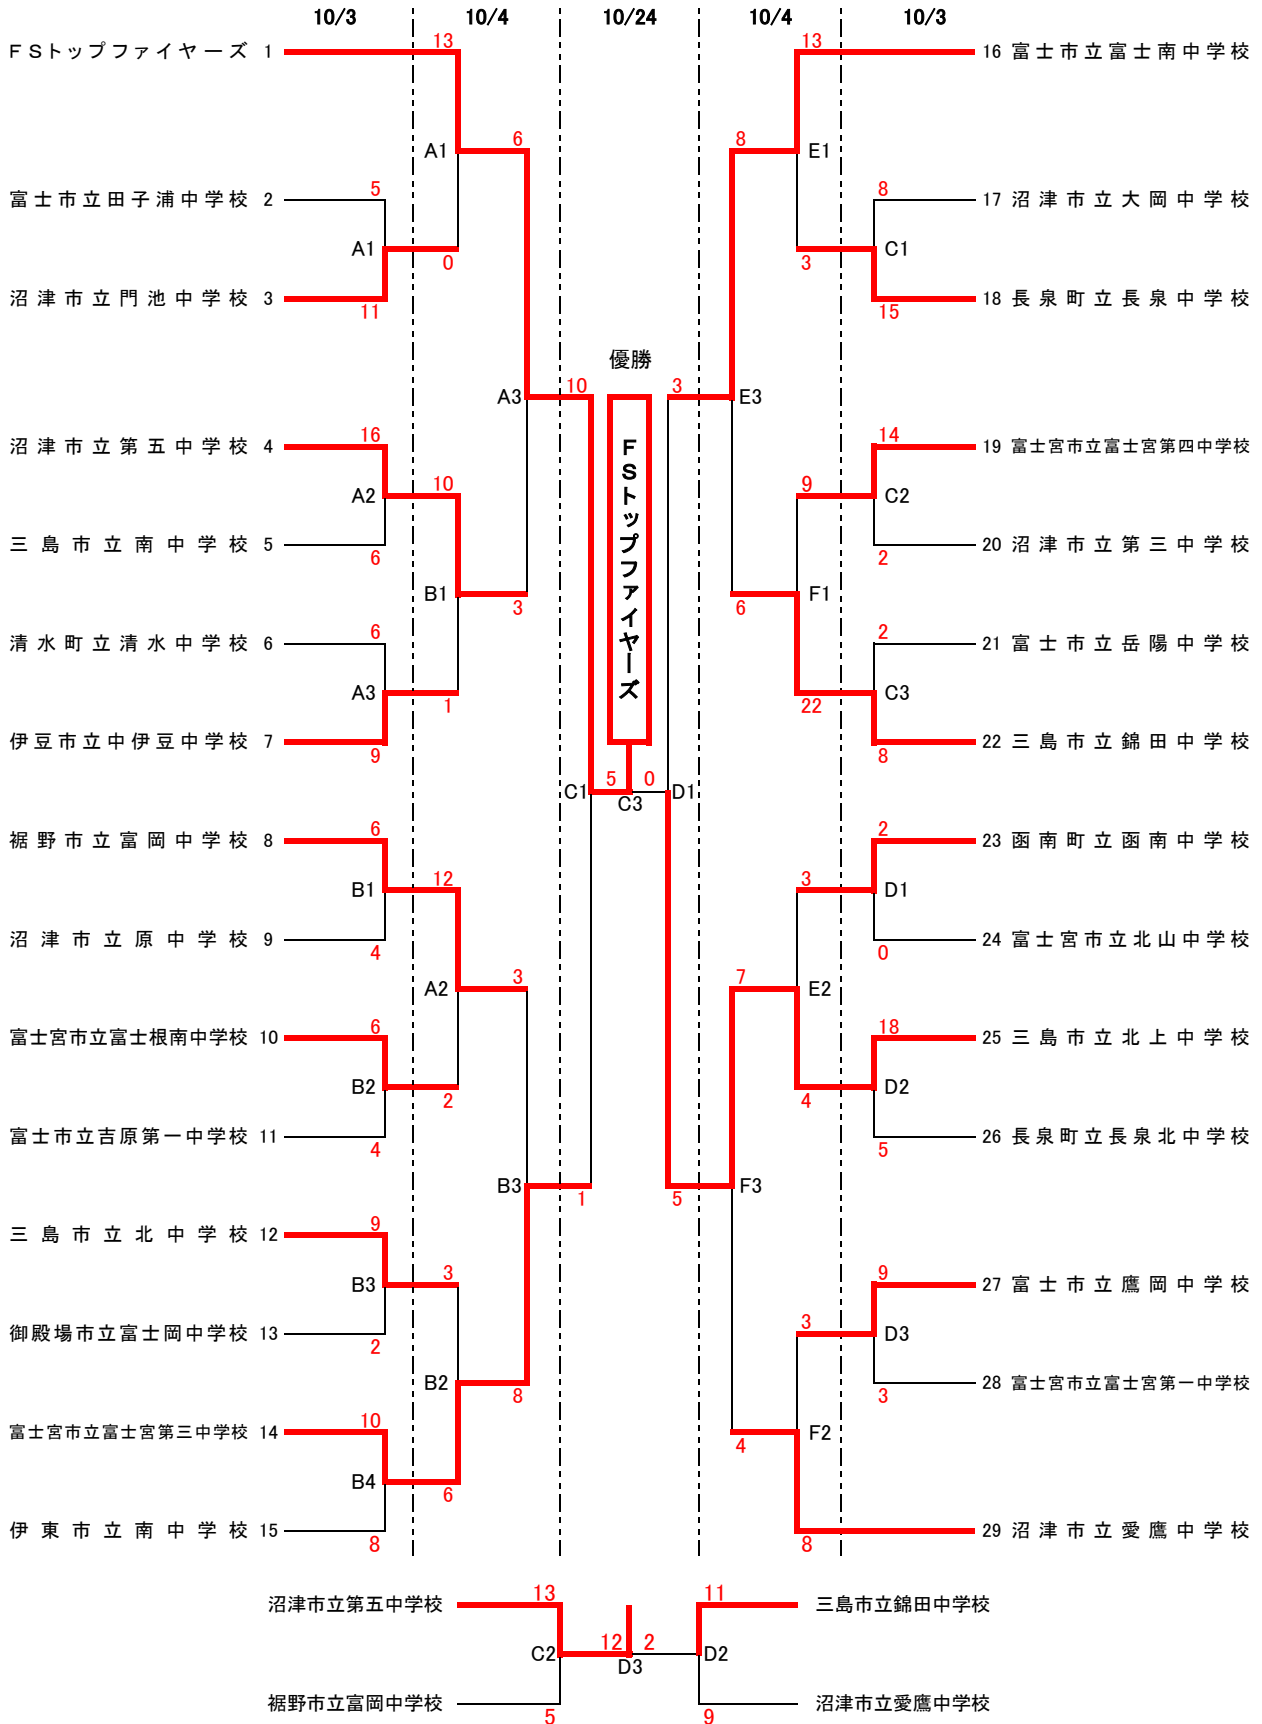 10/3 10/4 10/24 10/4 10/3
ＦＳトップファイヤーズ 1 13 13 16 富士市立富士南中学校
6 8
A1 E1
富士市立田子浦中学校 2 5 8 17 沼津市立大岡中学校
A1 C1
0 3
沼津市立門池中学校 3 11 15 18 長泉町立長泉中学校
優勝
A3 10 3 E3
沼津市立第五中学校 4 16 14 19 富士宮市立富士宮第四中学校
A2 10 9 C2
三島市立南中学校 5 6 2 20 沼津市立第三中学校
ＦＳトップファイヤーズ
B1 3 6 F1
清水町立清水中学校 6 6 2 21 富士市立岳陽中学校
A3 1 22 C3
伊豆市立中伊豆中学校 7 9 8 22 三島市立錦田中学校
C1 5 0 D1
C3
裾野市立富岡中学校 8 6 2 23 函南町立函南中学校
B1 12 3 D1
沼津市立原中学校 9 4 0 24 富士宮市立北山中学校
A2 3 7 E2
富士宮市立富士根南中学校 10 6 18 25 三島市立北上中学校
B2 2 4 D2
富士市立吉原第一中学校 11 4 5 26 長泉町立長泉北中学校
B3 1 5 F3
三島市立北中学校 12 9 9 27 富士市立鷹岡中学校
B3 3 3 D3
御殿場市立富士岡中学校 13 2 3 28 富士宮市立富士宮第一中学校
B2 8 4 F2
富士宮市立富士宮第三中学校 14 10
B4 6
伊東市立南中学校 15 8 8 29 沼津市立愛鷹中学校
沼津市立第五中学校 13 11 三島市立錦田中学校
C2 12 2 D2
D3
裾野市立富岡中学校 5 9 沼津市立愛鷹中学校